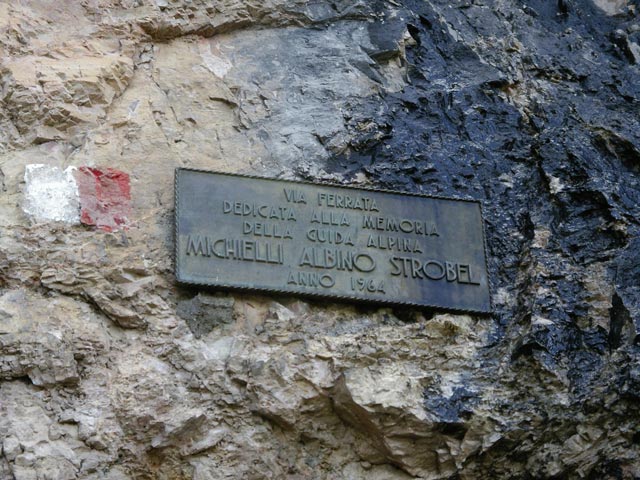 VIA FERRATA
DEDICATA ALLA MEMORIA
DELLA GUIDA ALPINA
MICHIELLI ALBINO STROBEL
ANNO 1964